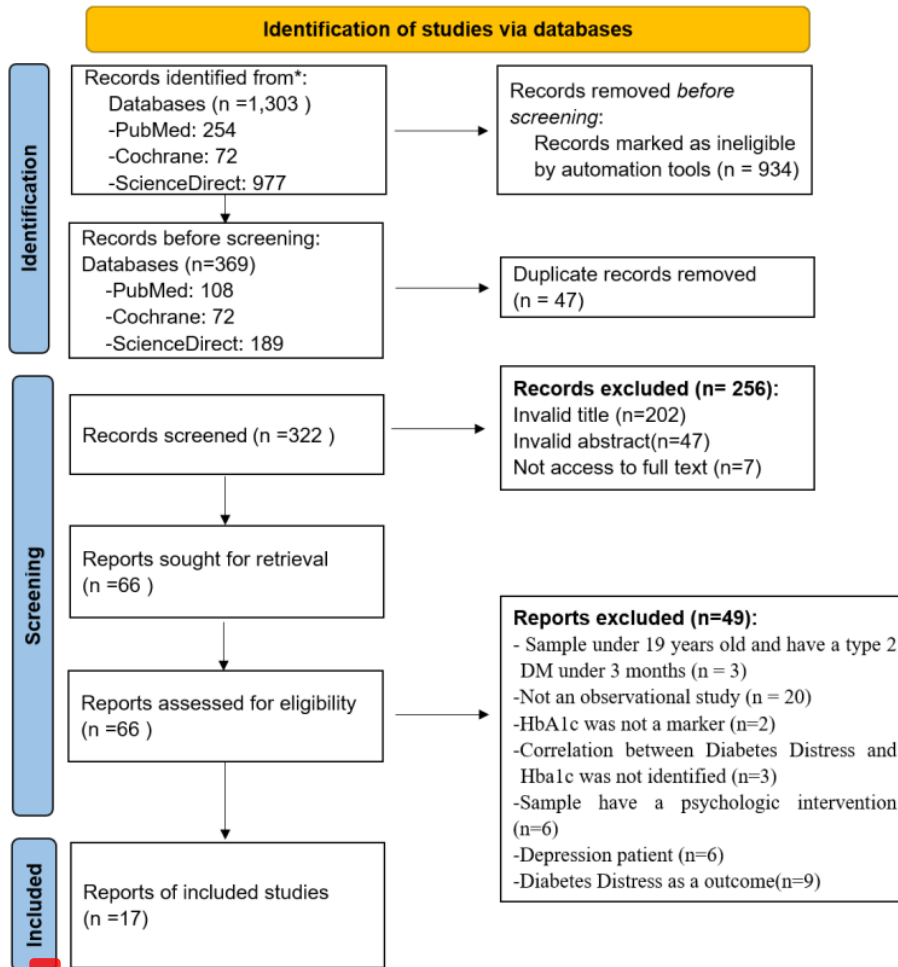 Identification of studies via databases
Identification
Records identified from*:
Databases (n =1,303 )
-PubMed: 254
-Cochrane: 72
-ScienceDirect: 977
Records removed before
screening:
Records marked as ineligible
by automation tools (n = 934)
Records before screening:
Databases (n=369)
-PubMed: 108
-Cochrane: 72
-ScienceDirect: 189
Duplicate records removed
(n = 47)
Screening
Records screened (n =322 )
Records excluded (n= 256):
Invalid title (n=202)
Invalid abstract(n=47)
Not access to full text (n=7)
Reports sought for retrieval
(n =66 )
Reports assessed for eligibility
(n =66 )
Reports excluded (n=49):
- Sample under 19 years old and have a type 2
DM under 3 months (n = 3)
-Not an observational study (n = 20)
-HbA1c was not a marker (n=2)
-Correlation between Diabetes Distress and
Hba1c was not identified (n=3)
-Sample have a psychologic intervention
(n=6)
-Depression patient (n=6)
-Diabetes Distress as a outcome(n=9)
Included
Reports of included studies
(n =17)